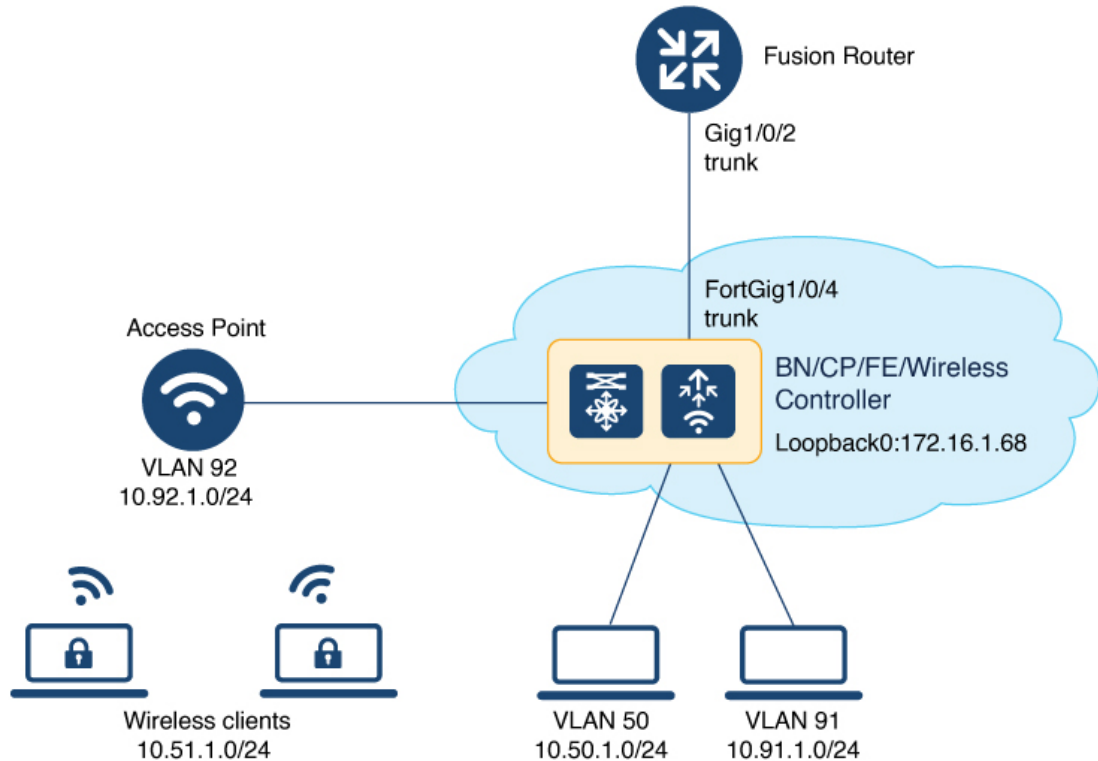 Fusion Router
Gig1/0/2
trunk
FortGig1/0/4
trunk
Access Point
BN/CP/FE/Wireless
Controller
Loopback0:172.16.1.68
VLAN 92
10.92.1.0/24
Wireless clients
10.51.1.0/24
VLAN 50
10.50.1.0/24
VLAN 91
10.91.1.0/24